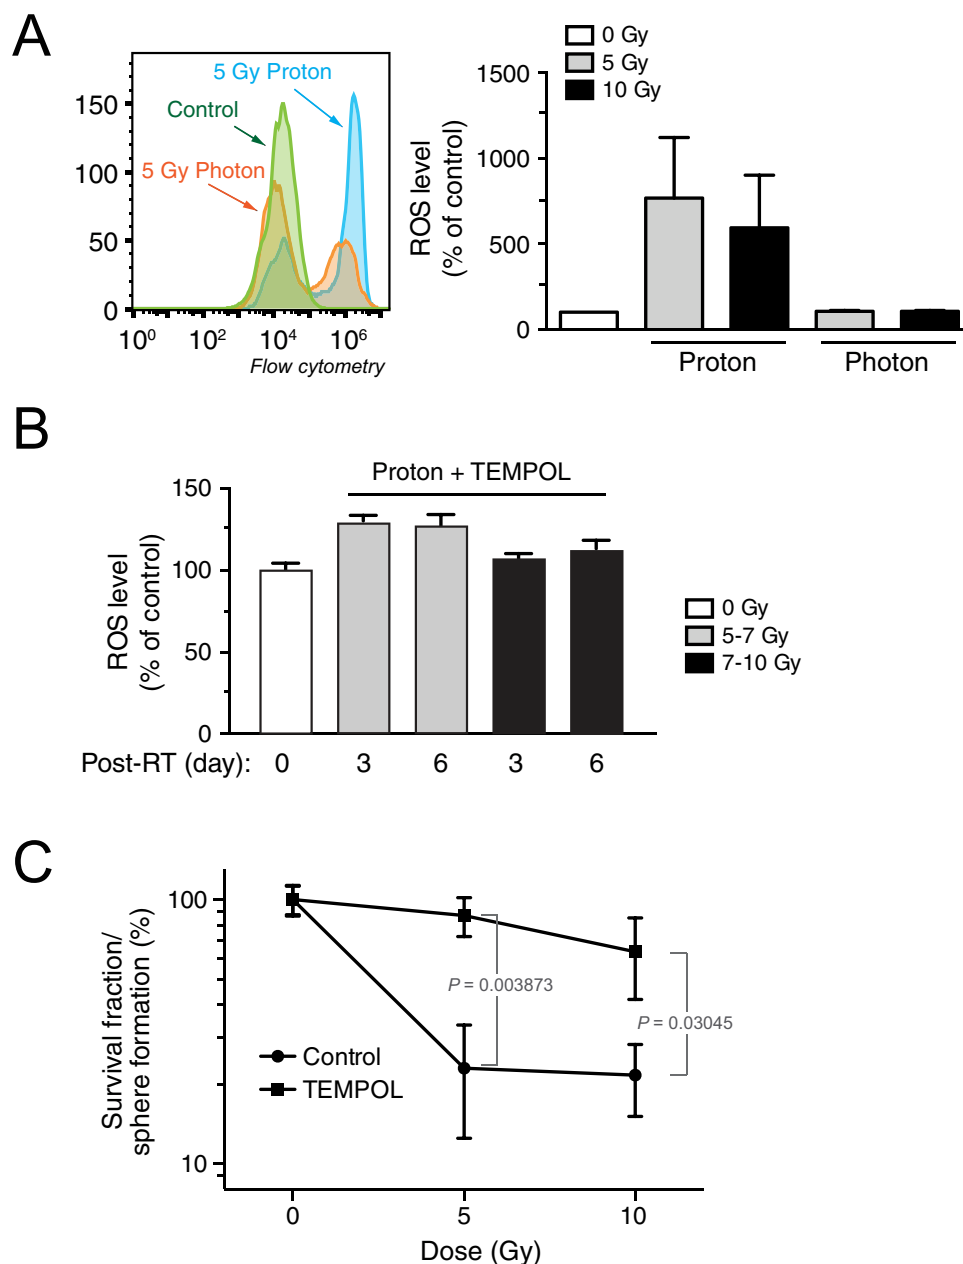 A
5 Gy Proton
Control
5 Gy Photon
150
100
50
0
10⁰ 10² 10⁴ 10⁶
Flow cytometry
0 Gy
5 Gy
10 Gy
ROS level
(% of control)
1500
1000
500
0
Proton Photon
B
Proton + TEMPOL
ROS level
(% of control)
150
100
50
0
Post-RT (day): 0 3 6 3 6
0 Gy
5-7 Gy
7-10 Gy
C
Survival fraction/
sphere formation (%)
100
10
P = 0.003873
P = 0.03045
Control
TEMPOL
0 5 10
Dose (Gy)